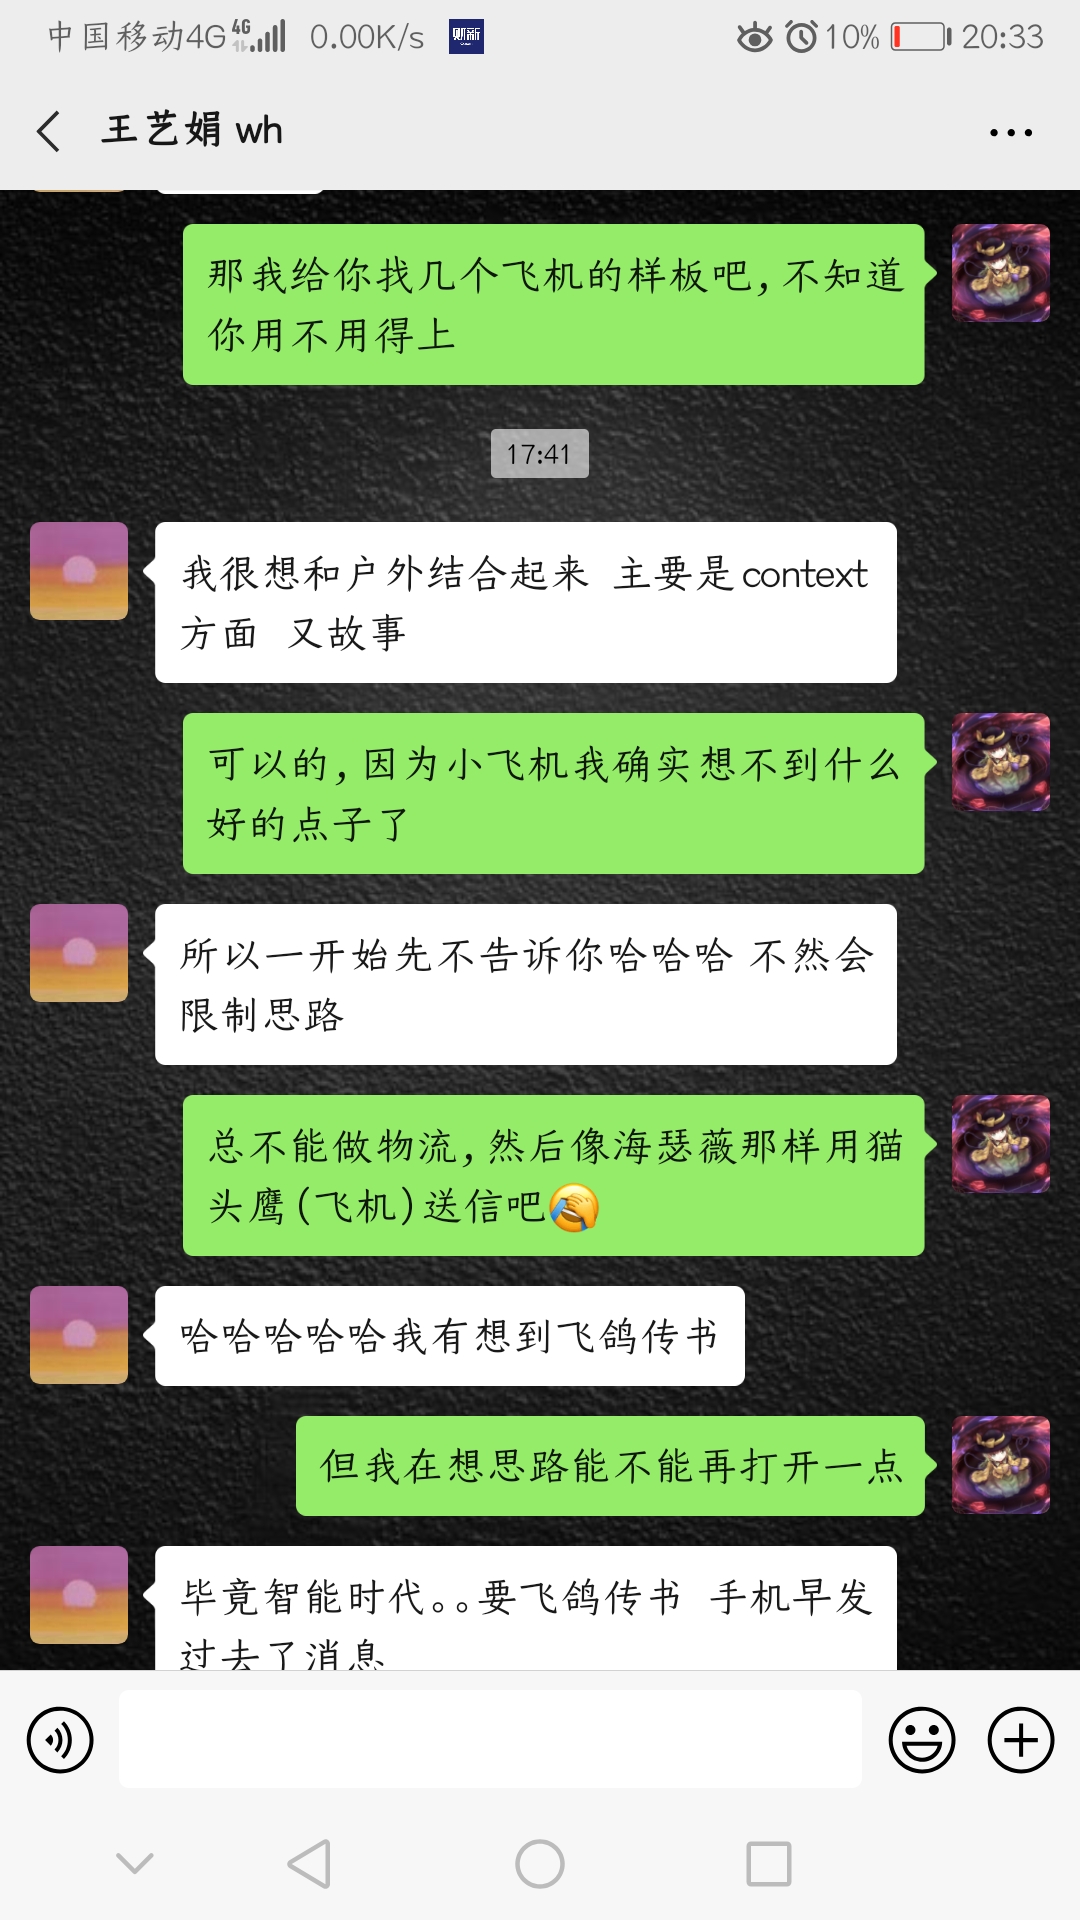 中国移动4G 4G 0.00K/s 财新 10% 20:33
王艺娟 wh
那我给你找几个飞机的样板吧,不知道
你用不用得上
17:41
我很想和户外结合起来 主要是context
方面 又故事
可以的,因为小飞机我确实想不到什么
好的点子了
所以一开始先不告诉你哈哈哈 不然会
限制思路
总不能做物流,然后像海瑟薇那样用猫
头鹰(飞机)送信吧
哈哈哈哈哈我有想到飞鸽传书
但我在想思路能不能再打开一点
毕竟智能时代。。要飞鸽传书 手机早发
过去了消息